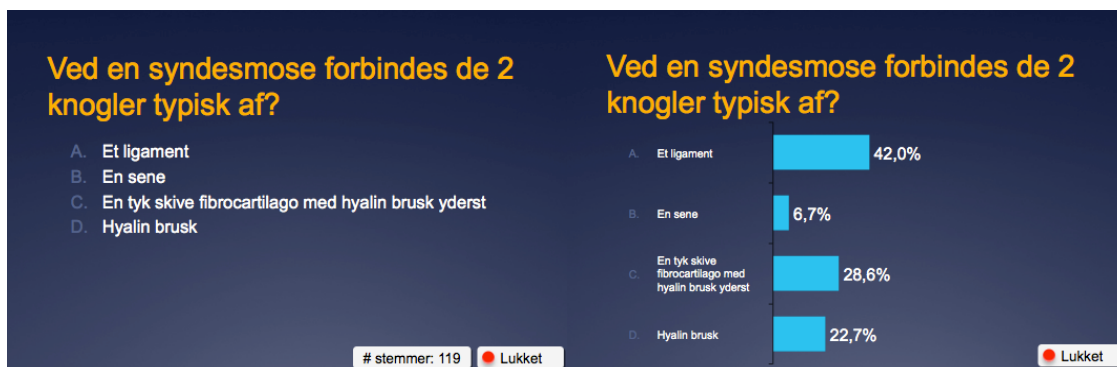 Ved en syndesmose forbindes de 2
knogler typisk af?
A. Et ligament
B. En sene
C. En tyk skive fibrocartilago med hyalin brusk yderst
D. Hyalin brusk
# stemmer: 119
Lukket
Ved en syndesmose forbindes de 2
knogler typisk af?
A. Et ligament
42,0%
B. En sene
6,7%
En tyk skive
C. fibrocartilago med
hyalin brusk yderst
28,6%
D. Hyalin brusk
22,7%
Lukket